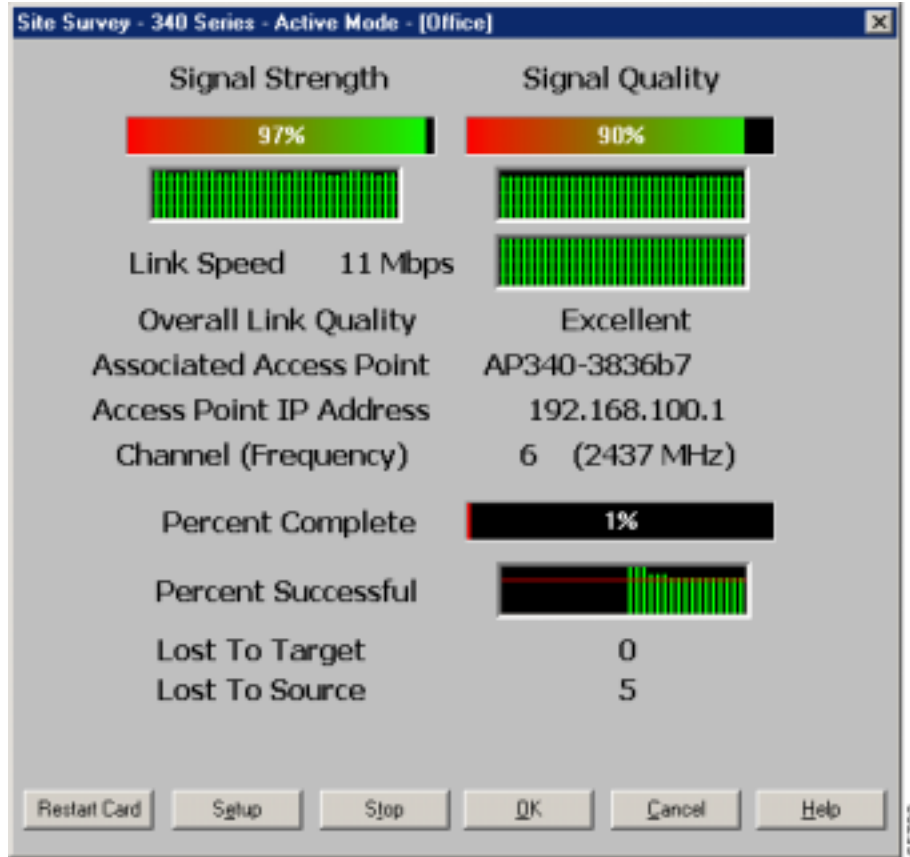 Site Survey - 340 Series - Active Mode - [Office]
Signal Strength Signal Quality
97% 90%
Link Speed 11 Mbps
Overall Link Quality Excellent
Associated Access Point AP340-3836b7
Access Point IP Address 192.168.100.1
Channel (Frequency) 6 (2437 MHz)
Percent Complete 1%
Percent Successful
Lost To Target 0
Lost To Source 5
Restart Card Setup Stop OK Cancel Help